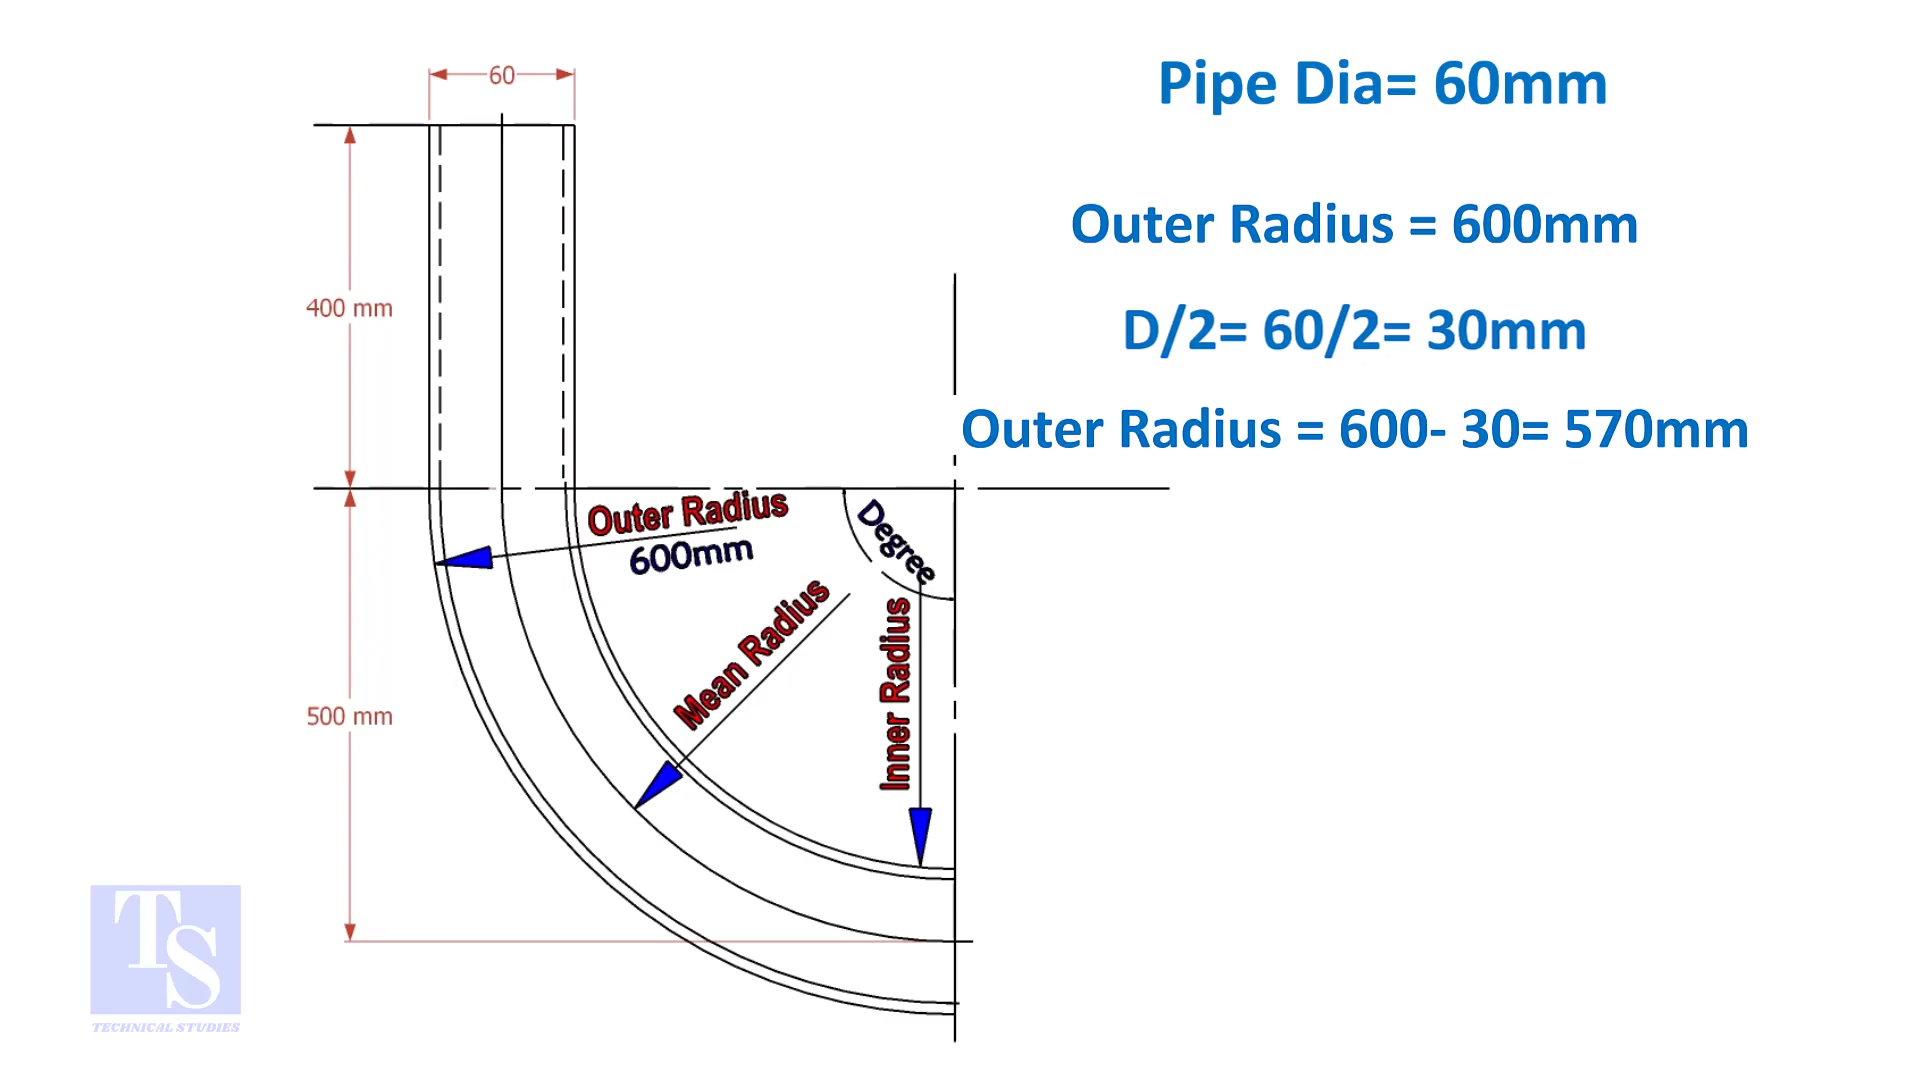 60
Pipe Dia= 60mm
Outer Radius = 600mm
400 mm
D/2= 60/2= 30mm
Outer Radius = 600- 30= 570mm
Outer Radius
600mm
Degree
Mean Radius
Inner Radius
500 mm
TS
TECHNICAL STUDIES